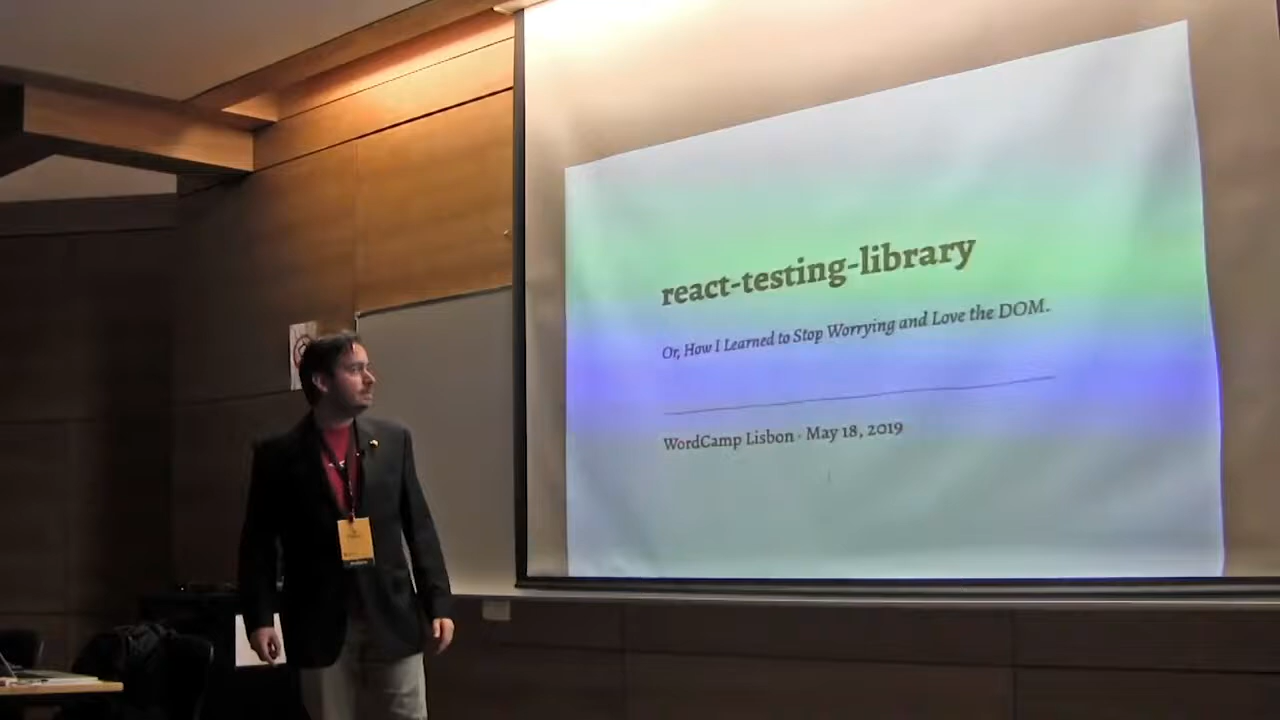 react-testing-library
Or, How I Learned to Stop Worrying and Love the DOM.
WordCamp Lisbon · May 18, 2019